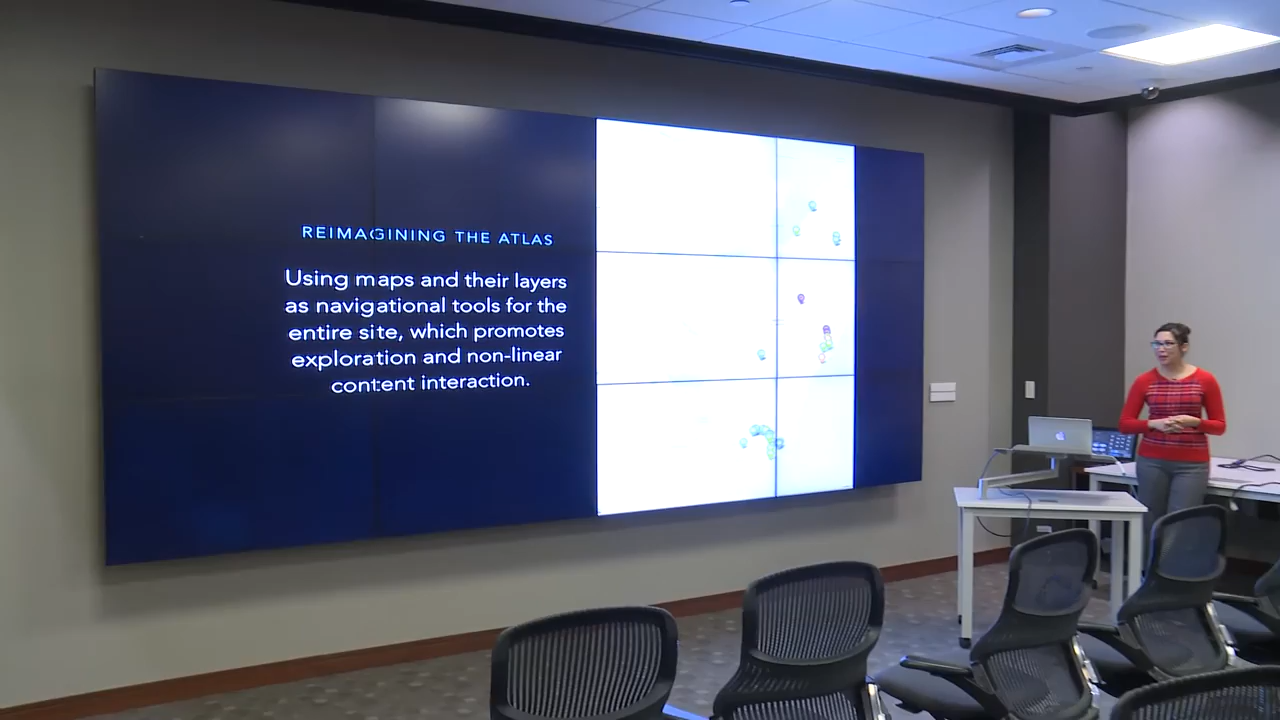 REIMAGINING THE ATLAS
Using maps and their layers
as navigational tools for the
entire site, which promotes
exploration and non-linear
content interaction.